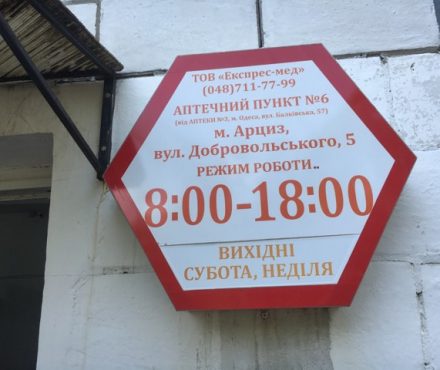 ТОВ «Експрес-мед»
(048)711-77-99
АПТЕЧНИЙ ПУНКТ №6
(від АПТЕКИ №2, м. Одеса, вул. Балківська, 57)
м. Арциз,
вул. Добровольського, 5
РЕЖИМ РОБОТИ..
8:00-18:00
ВИХІДНІ
СУБОТА, НЕДІЛЯ